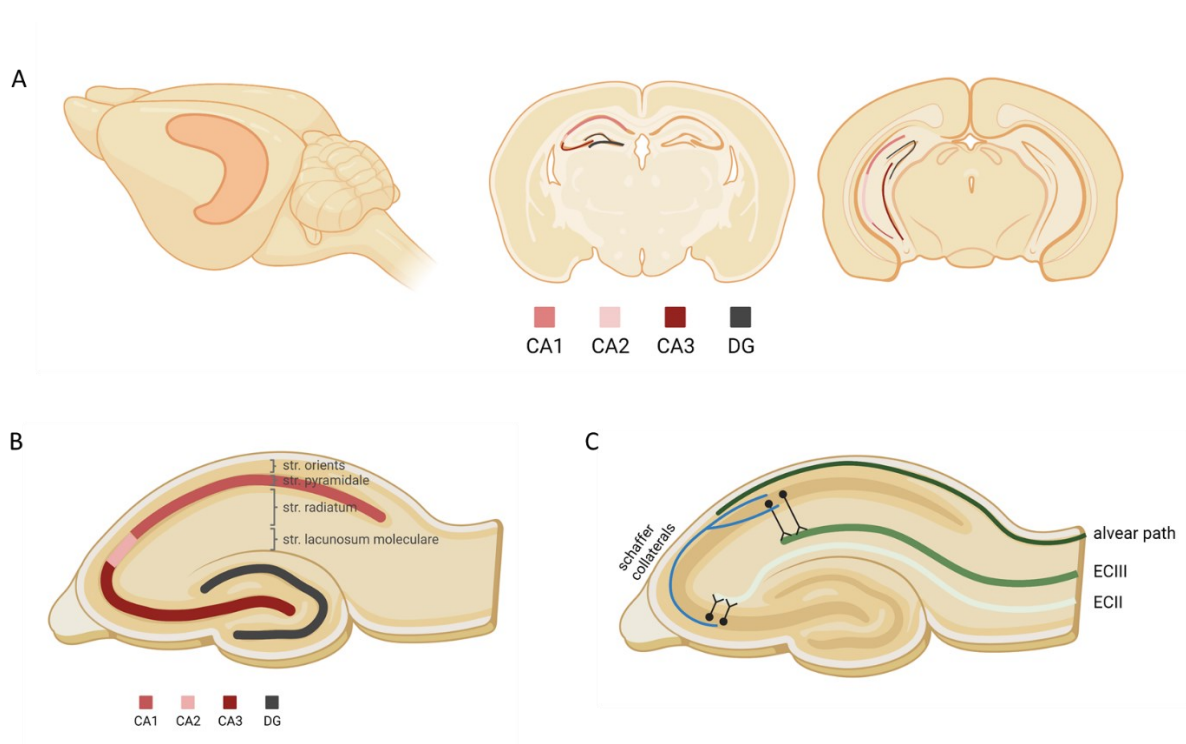 A
CA1 CA2 CA3 DG
B
str. orients
str. pyramidale
str. radiatum
str. lacunosum moleculare
CA1 CA2 CA3 DG
C
schaffer
collaterals
alvear path
ECIII
ECII